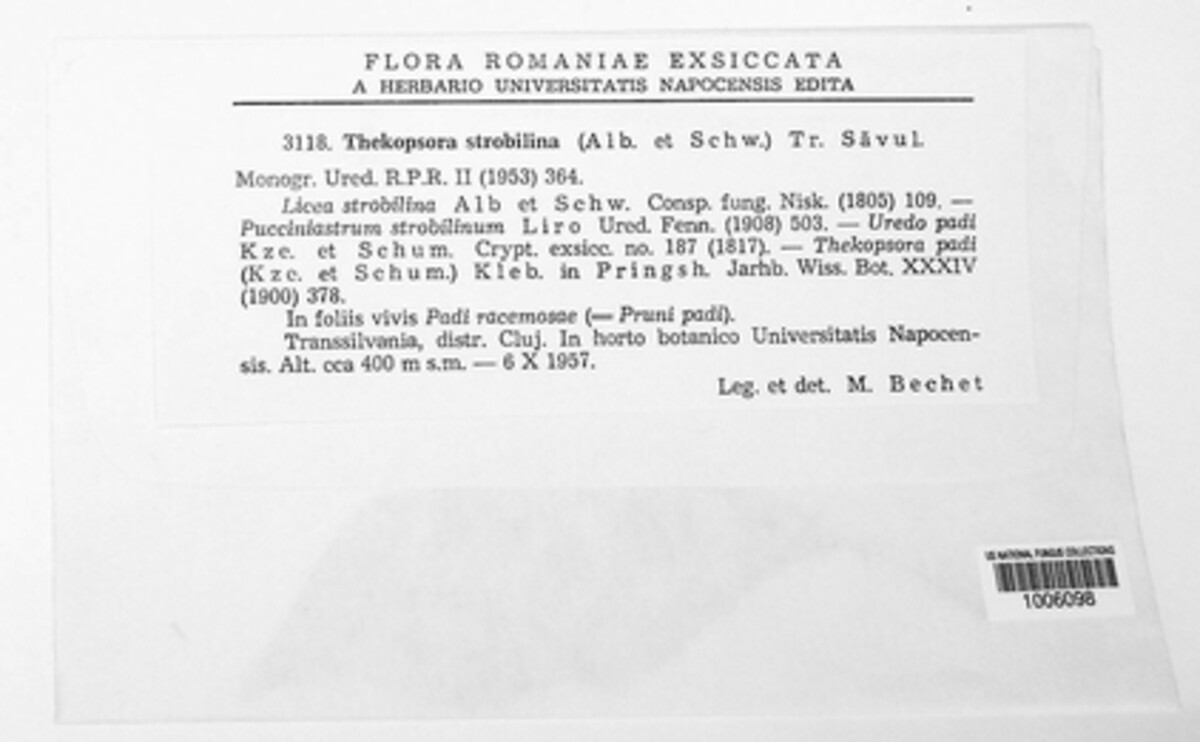 FLORA ROMANIAE EXSICCATA
A HERBARIO UNIVERSITATIS NAPOCENSIS EDITA
3118. Thekopsora strobilina (Alb. et Schw.) Tr. Săvul.
Monogr. Ured. R.P.R. II (1953) 364.
Licea strobilina Alb et Schw. Consp. fung. Nisk. (1805) 109. —
Pucciniastrum strobilinum Liro Ured. Fenn. (1908) 503. — Uredo padi
Kze. et Schum. Crypt. exsicc. no. 187 (1817). — Thekopsora padi
(Kze. et Schum.) Kleb. in Pringsh. Jarhb. Wiss. Bot. XXXIV
(1900) 378.
In foliis vivis Padi racemosae (— Pruni padi).
Transsilvania, distr. Cluj. In horto botanico Universitatis Napocen-
sis. Alt. cca 400 m s.m. — 6 X 1957.
Leg. et det. M. Bechet
US NATIONAL FUNGUS COLLECTIONS
1006098